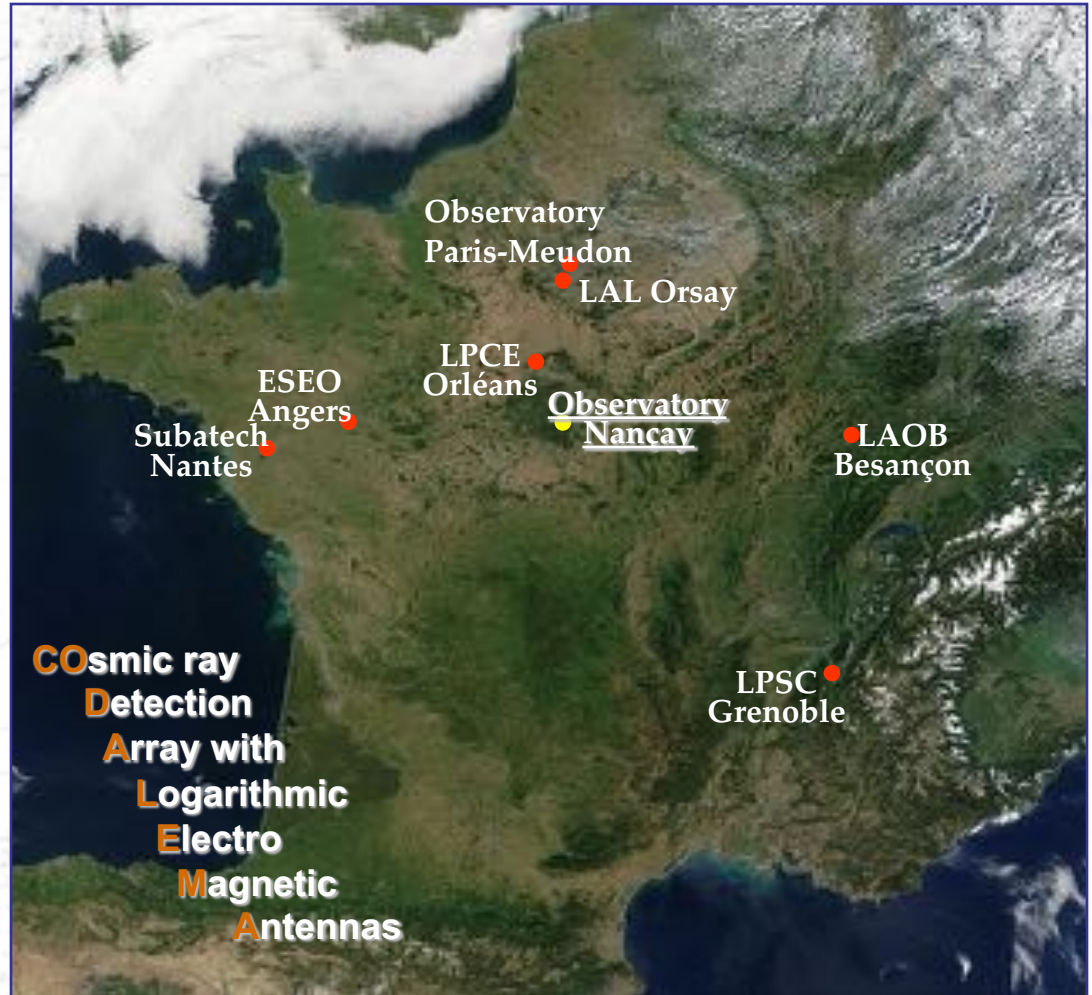 Observatory
Paris-Meudon
LAL Orsay
LPCE
Orléans
ESEO
Angers
Observatory
Nançay
Subatech
Nantes
LAOB
Besançon
COsmic ray
Detection
Array with
Logarithmic
Electro
Magnetic
Antennas
LPSC
Grenoble